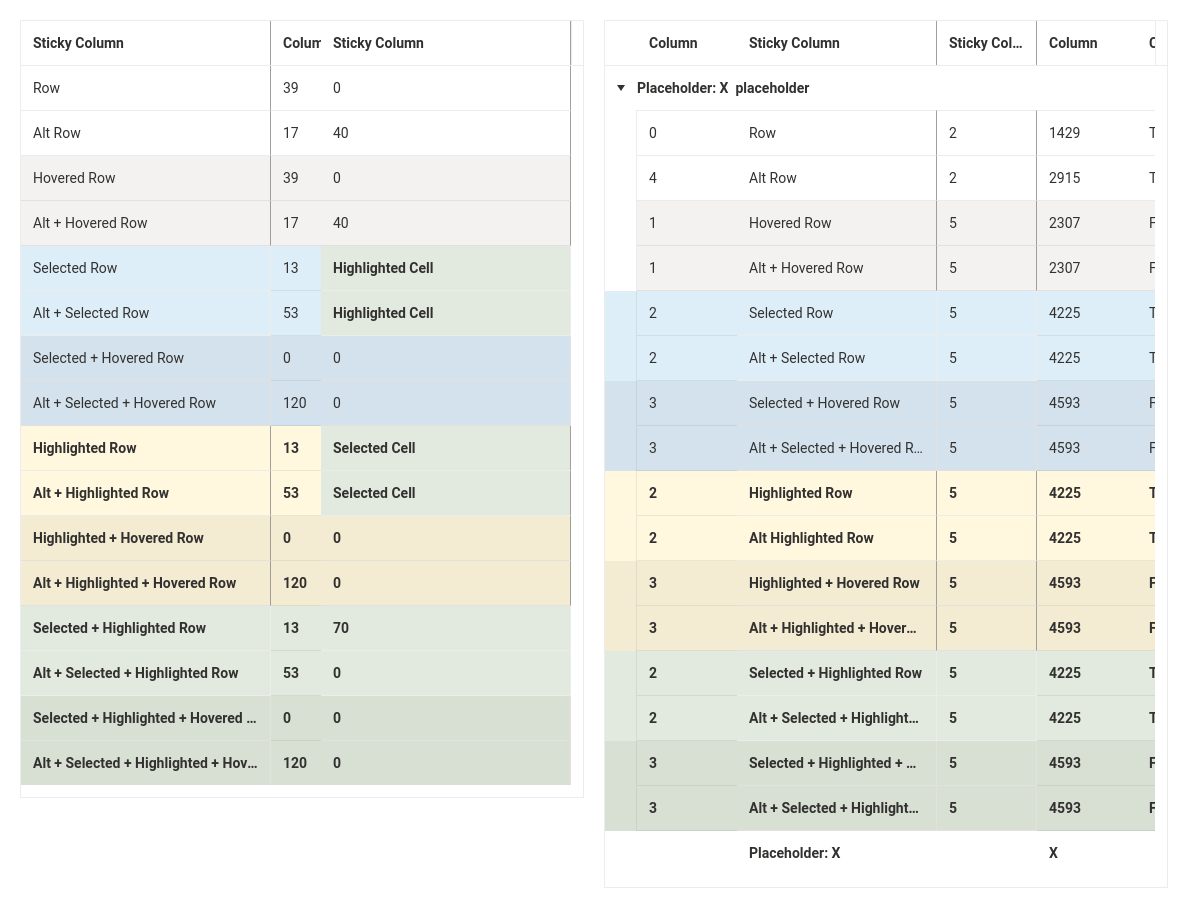 Sticky Column Colum Sticky Column
Row 39 0
Alt Row 17 40
Hovered Row 39 0
Alt + Hovered Row 17 40
Selected Row 13 Highlighted Cell
Alt + Selected Row 53 Highlighted Cell
Selected + Hovered Row 0 0
Alt + Selected + Hovered Row 120 0
Highlighted Row 13 Selected Cell
Alt + Highlighted Row 53 Selected Cell
Highlighted + Hovered Row 0 0
Alt + Highlighted + Hovered Row 120 0
Selected + Highlighted Row 13 70
Alt + Selected + Highlighted Row 53 0
Selected + Highlighted + Hovered ... 0 0
Alt + Selected + Highlighted + Hov... 120 0
Column Sticky Column Sticky Col... Column C
Placeholder: X placeholder
0 Row 2 1429 T
4 Alt Row 2 2915 T
1 Hovered Row 5 2307 F
1 Alt + Hovered Row 5 2307 F
2 Selected Row 5 4225 T
2 Alt + Selected Row 5 4225 T
3 Selected + Hovered Row 5 4593 F
3 Alt + Selected + Hovered R... 5 4593 F
2 Highlighted Row 5 4225 T
2 Alt Highlighted Row 5 4225 T
3 Highlighted + Hovered Row 5 4593 F
3 Alt + Highlighted + Hover... 5 4593 F
2 Selected + Highlighted Row 5 4225 T
2 Alt + Selected + Highlight... 5 4225 T
3 Selected + Highlighted + ... 5 4593 F
3 Alt + Selected + Highlight... 5 4593 F
Placeholder: X X